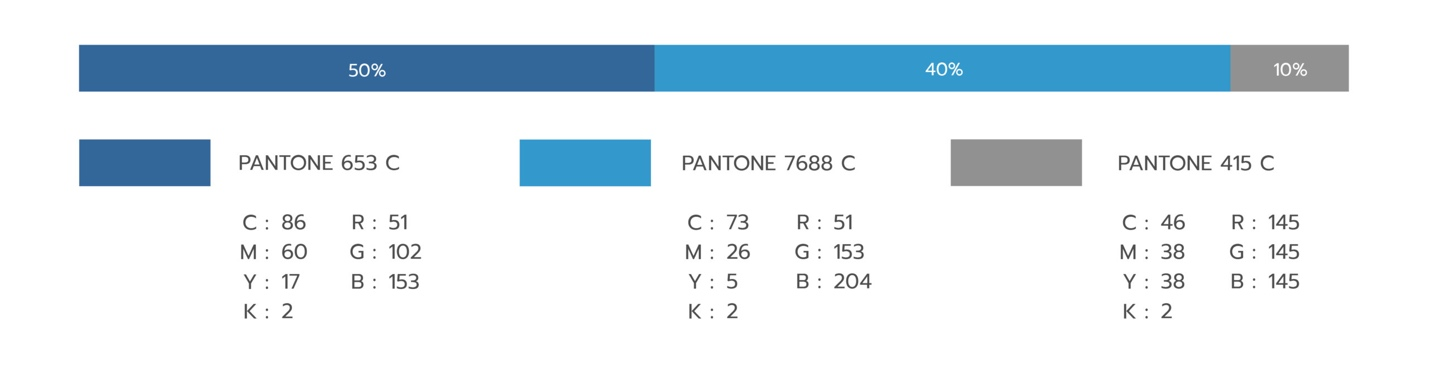 50% 40% 10%
PANTONE 653 C PANTONE 7688 C PANTONE 415 C
C : 86 R : 51 C : 73 R : 51 C : 46 R : 145
M : 60 G : 102 M : 26 G : 153 M : 38 G : 145
Y : 17 B : 153 Y : 5 B : 204 Y : 38 B : 145
K : 2 K : 2 K : 2